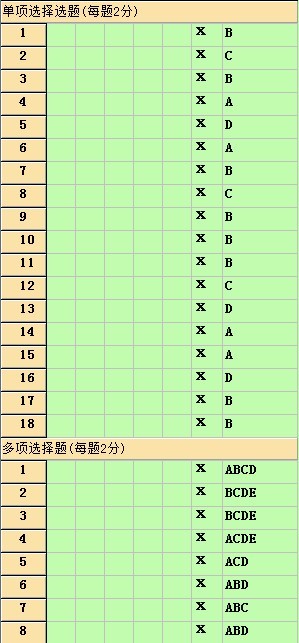 单项选择选题(每题2分)
1 X B
2 X C
3 X B
4 X A
5 X D
6 X A
7 X B
8 X C
9 X B
10 X B
11 X B
12 X C
13 X D
14 X A
15 X A
16 X D
17 X B
18 X B
多项选择题(每题2分)
1 X ABCD
2 X BCDE
3 X BCDE
4 X ACDE
5 X ACD
6 X ABD
7 X ABC
8 X ABD